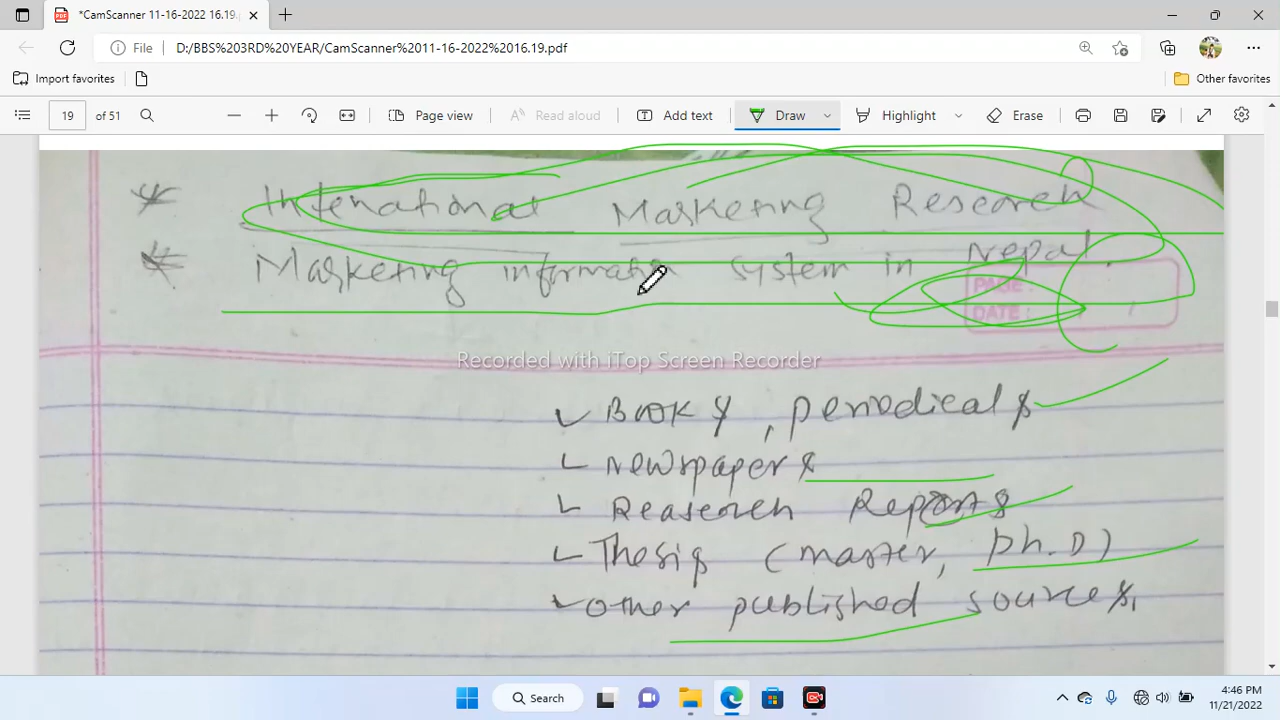 *CamScanner 11-16-2022 16.19.
File D:/BBS%203RD%20YEAR/CamScanner%2011-16-2022%2016.19.pdf
Import favorites Other favorites
19 of 51 Page view Read aloud Add text Draw Highlight Erase
* Intenational Marketing Research
* Marketing information system in Nepal.
PAGE:
DATE: / /
Recorded with iTop Screen Recorder
Books, periodicals
Newspapers
Reaserch Reports
Thesis (master, ph.D)
other published sources,
Search
4:46 PM
11/21/2022